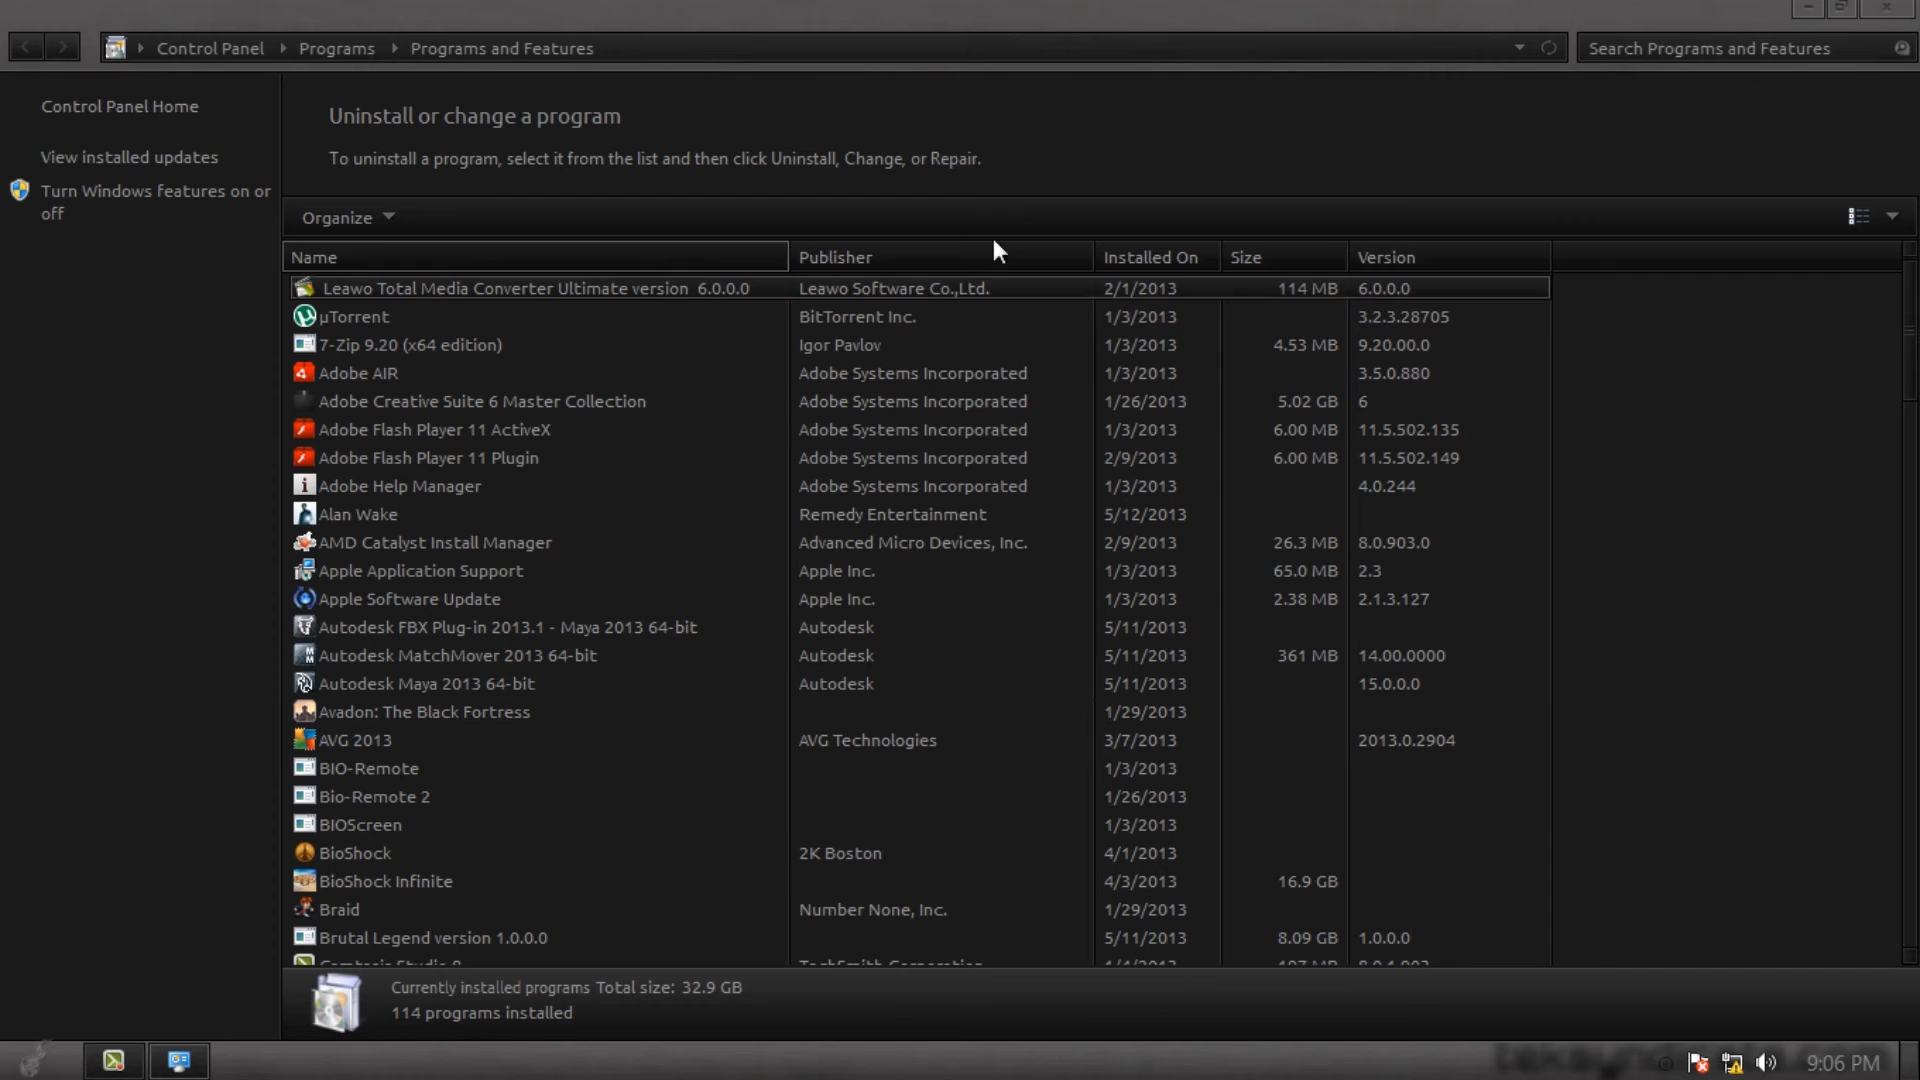 Control Panel Programs Programs and Features Search Programs and Features
Control Panel Home
View installed updates
Turn Windows features on or
off
Uninstall or change a program
To uninstall a program, select it from the list and then click Uninstall, Change, or Repair.
Organize
Name Publisher Installed On Size Version
Leawo Total Media Converter Ultimate version 6.0.0.0 Leawo Software Co.,Ltd. 2/1/2013 114 MB 6.0.0.0
µTorrent BitTorrent Inc. 1/3/2013 3.2.3.28705
7-Zip 9.20 (x64 edition) Igor Pavlov 1/3/2013 4.53 MB 9.20.00.0
Adobe AIR Adobe Systems Incorporated 1/3/2013 3.5.0.880
Adobe Creative Suite 6 Master Collection Adobe Systems Incorporated 1/26/2013 5.02 GB 6
Adobe Flash Player 11 ActiveX Adobe Systems Incorporated 1/3/2013 6.00 MB 11.5.502.135
Adobe Flash Player 11 Plugin Adobe Systems Incorporated 2/9/2013 6.00 MB 11.5.502.149
Adobe Help Manager Adobe Systems Incorporated 1/3/2013 4.0.244
Alan Wake Remedy Entertainment 5/12/2013
AMD Catalyst Install Manager Advanced Micro Devices, Inc. 2/9/2013 26.3 MB 8.0.903.0
Apple Application Support Apple Inc. 1/3/2013 65.0 MB 2.3
Apple Software Update Apple Inc. 1/3/2013 2.38 MB 2.1.3.127
Autodesk FBX Plug-in 2013.1 - Maya 2013 64-bit Autodesk 5/11/2013
Autodesk MatchMover 2013 64-bit Autodesk 5/11/2013 361 MB 14.00.0000
Autodesk Maya 2013 64-bit Autodesk 5/11/2013 15.0.0.0
Avadon: The Black Fortress 1/29/2013
AVG 2013 AVG Technologies 3/7/2013 2013.0.2904
BIO-Remote 1/3/2013
Bio-Remote 2 1/26/2013
BIOScreen 1/3/2013
BioShock 2K Boston 4/1/2013
BioShock Infinite 4/3/2013 16.9 GB
Braid Number None, Inc. 1/29/2013
Brutal Legend version 1.0.0.0 5/11/2013 8.09 GB 1.0.0.0
Camtasia Studio 8 TechSmith Corporation
Currently installed programs Total size: 32.9 GB
114 programs installed
9:06 PM